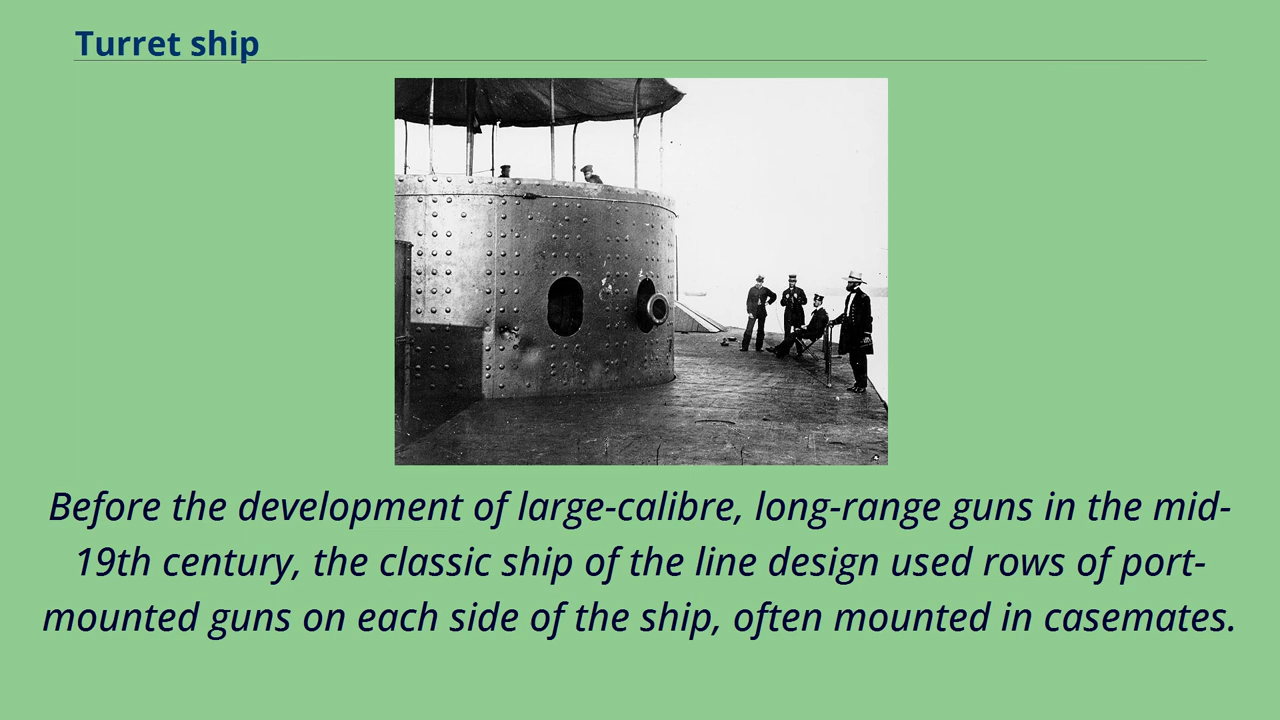 Turret ship
Before the development of large-calibre, long-range guns in the mid-
19th century, the classic ship of the line design used rows of port-
mounted guns on each side of the ship, often mounted in casemates.